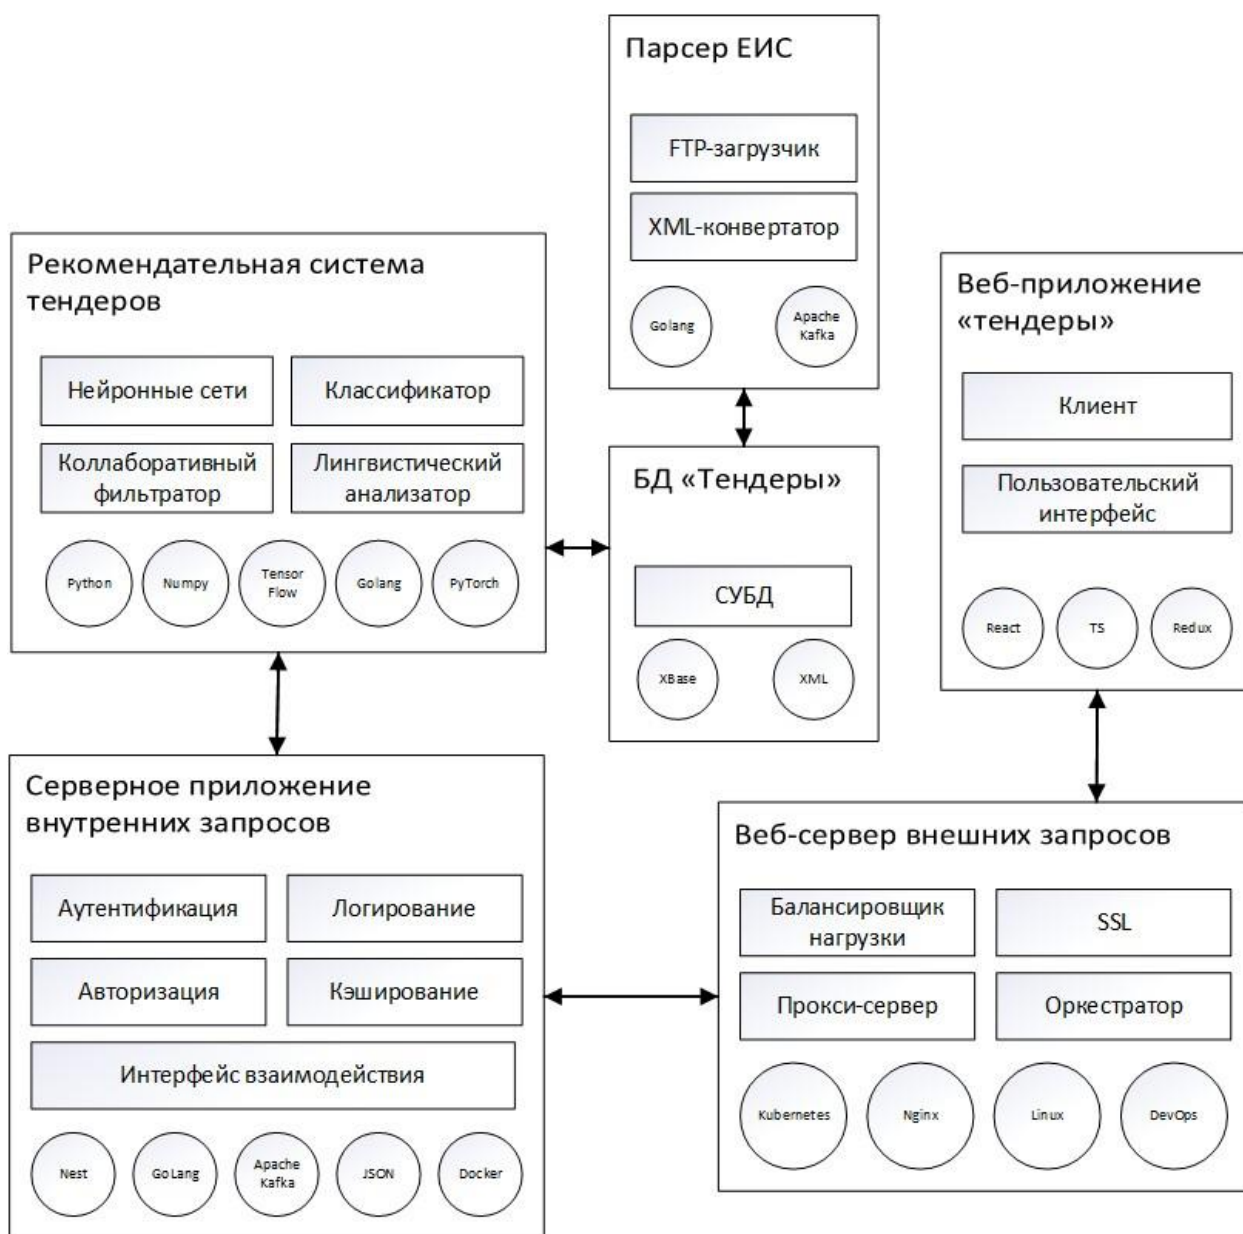 Парсер ЕИС
FTP-загрузчик
XML-конвертатор
Golang
Apache
Kafka
Рекомендательная система
тендеров
Нейронные сети
Классификатор
Коллаборативный
фильтратор
Лингвистический
анализатор
Python
Numpy
Tensor
Flow
Golang
PyTorch
БД «Тендеры»
СУБД
XBase
XML
Веб-приложение
«тендеры»
Клиент
Пользовательский
интерфейс
React
TS
Redux
Серверное приложение
внутренних запросов
Аутентификация
Логирование
Авторизация
Кэширование
Интерфейс взаимодействия
Nest
GoLang
Apache
Kafka
JSON
Docker
Веб-сервер внешних запросов
Балансировщик
нагрузки
SSL
Прокси-сервер
Оркестратор
Kubernetes
Nginx
Linux
DevOps